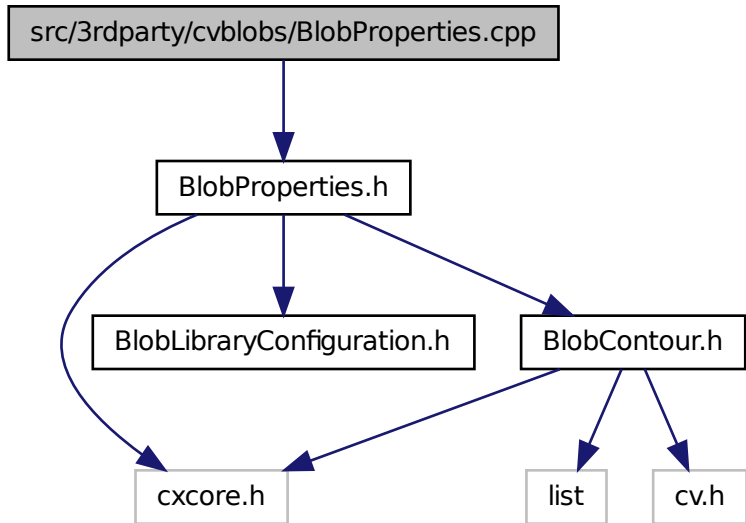 src/3rdparty/cvblobs/BlobProperties.cpp
BlobProperties.h
BlobLibraryConfiguration.h
BlobContour.h
cxcore.h
list
cv.h